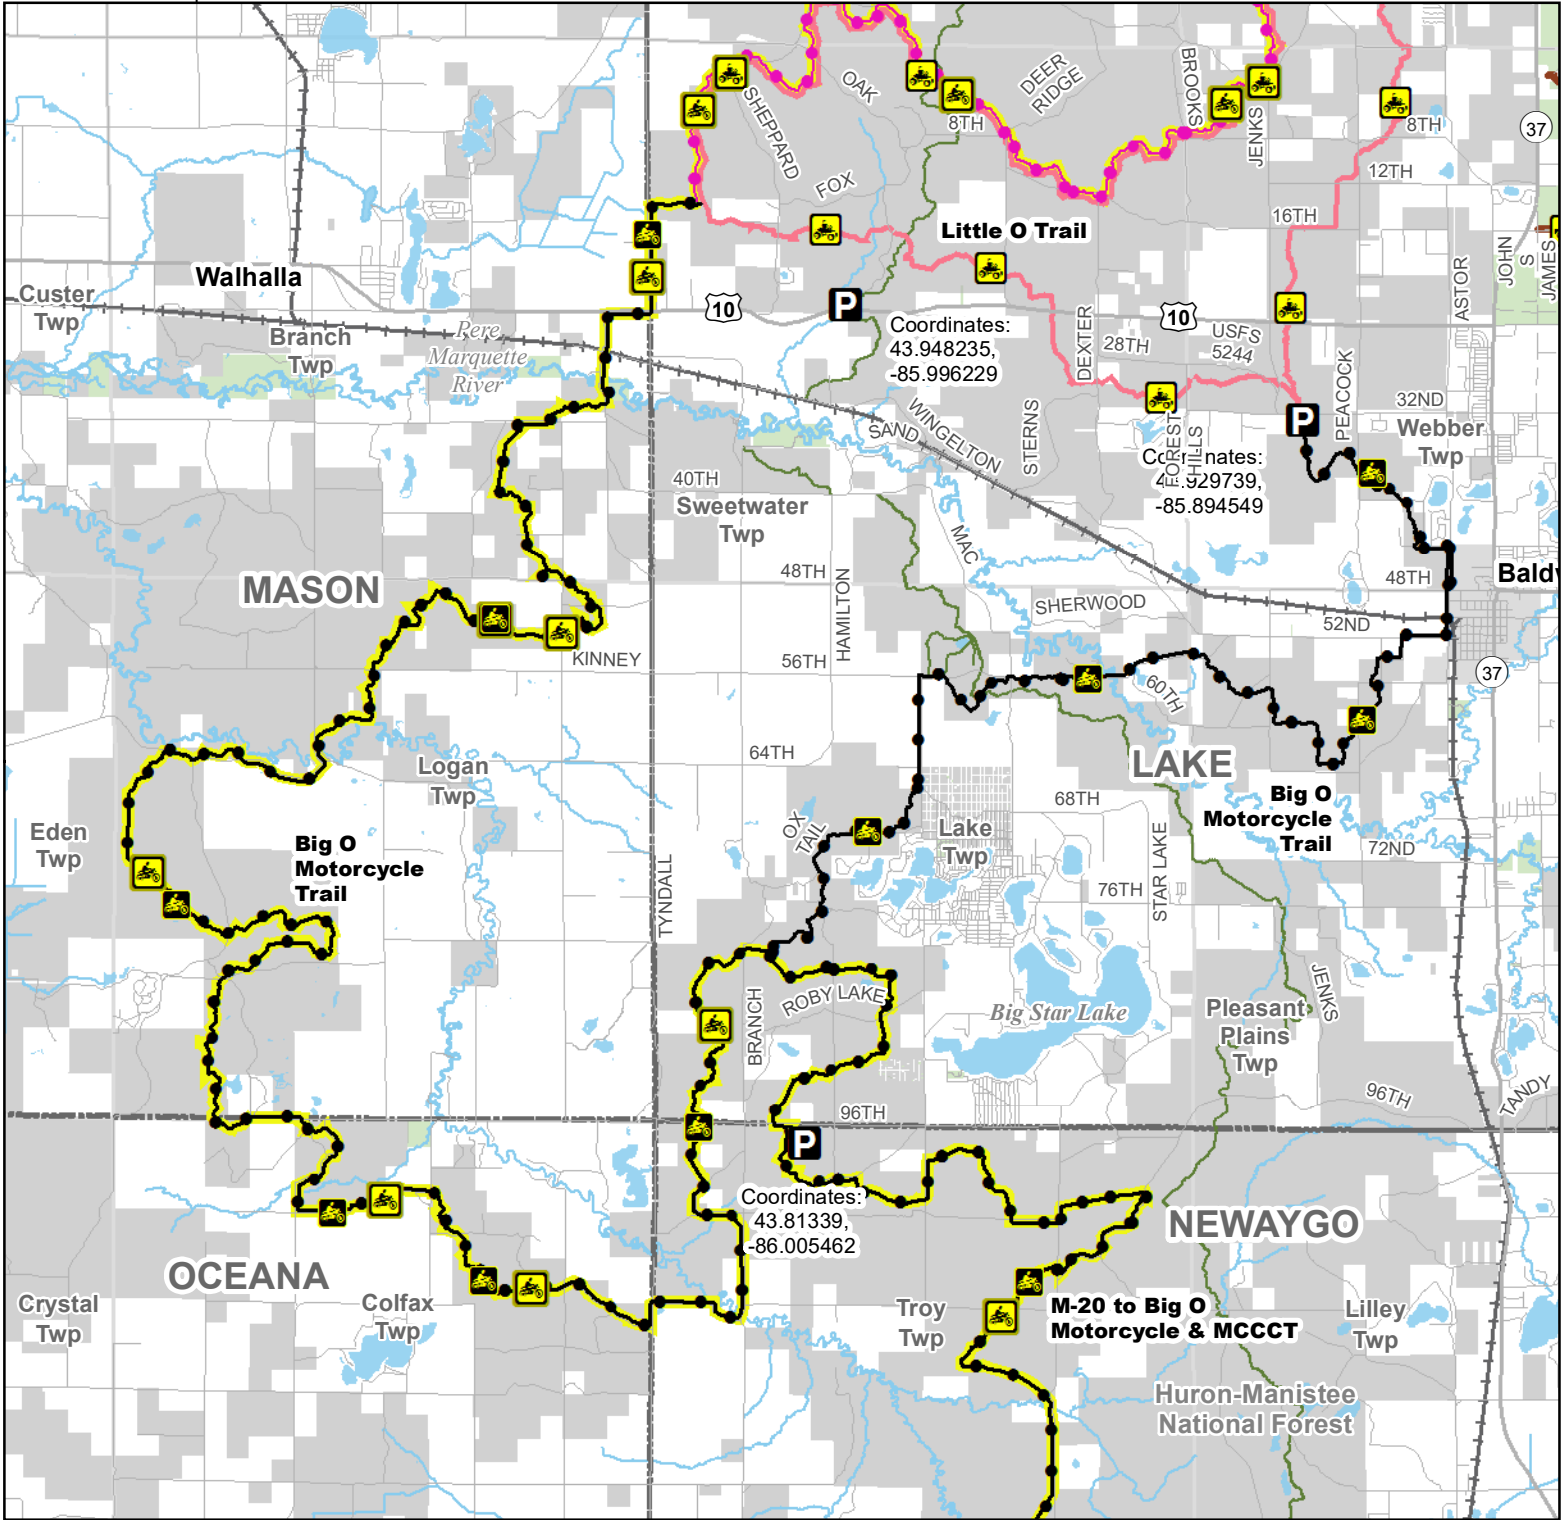 OAK
DEER
RIDGE
BROOKS
SHEPPARD
8TH
JENKS
8TH
37
12TH
FOX
16TH
Little O Trail
JOHN
S
JAMES
ASTOR
Walhalla
Custer
Twp
10
10
Branch
Twp
Pere
Marquette
River
Coordinates:
43.948235,
-85.996229
DEXTER
28TH
USFS
5244
P
PEACOCK
32ND
Webber
Twp
P
SAND
WINGELTON
STERNS
FOREST
HILLS
-85.894549
40TH
Sweetwater
Twp
MAC
48TH
48TH
MASON
HAMILTON
SHERWOOD
52ND
KINNEY
56TH
60TH
37
64TH
LAKE
Logan
Twp
68TH
Big O
Motorcycle
Trail
OX
TAIL
Lake
Twp
STAR LAKE
72ND
Eden
Twp
Big O
Motorcycle
Trail
76TH
TYNDALL
JENKS
ROBY LAKE
BRANCH
Big Star Lake
Pleasant
Plains
Twp
96TH
96TH
TANDY
P
Coordinates:
43.81339,
-86.005462
NEWAYGO
OCEANA
Crystal
Twp
Colfax
Twp
Troy
Twp
M-20 to Big O
Motorcycle & MCCCT
Lilley
Twp
Huron-Manistee
National Forest